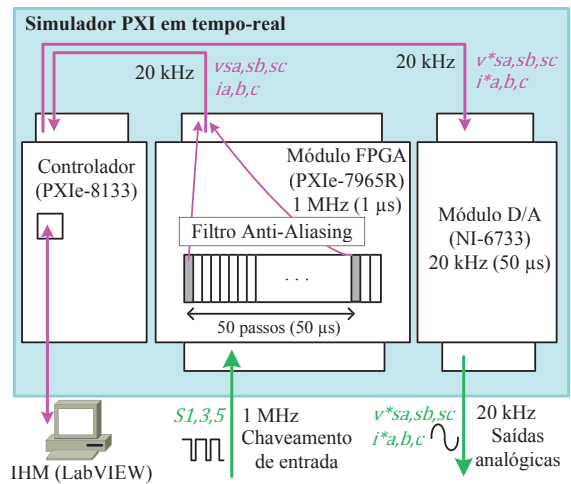 Simulador PXI em tempo-real
20 kHz
vsa,sb,sc
ia,b,c
20 kHz
v*sa,sb,sc
i*a,b,c
Controlador
(PXIe-8133)
Módulo FPGA
(PXIe-7965R)
1 MHz (1 µs)
Filtro Anti-Aliasing
. . .
50 passos (50 µs)
Módulo D/A
(NI-6733)
20 kHz (50 µs)
IHM (LabVIEW)
S1,3,5
1 MHz
Chaveamento
de entrada
v*sa,sb,sc
i*a,b,c
20 kHz
Saídas
analógicas